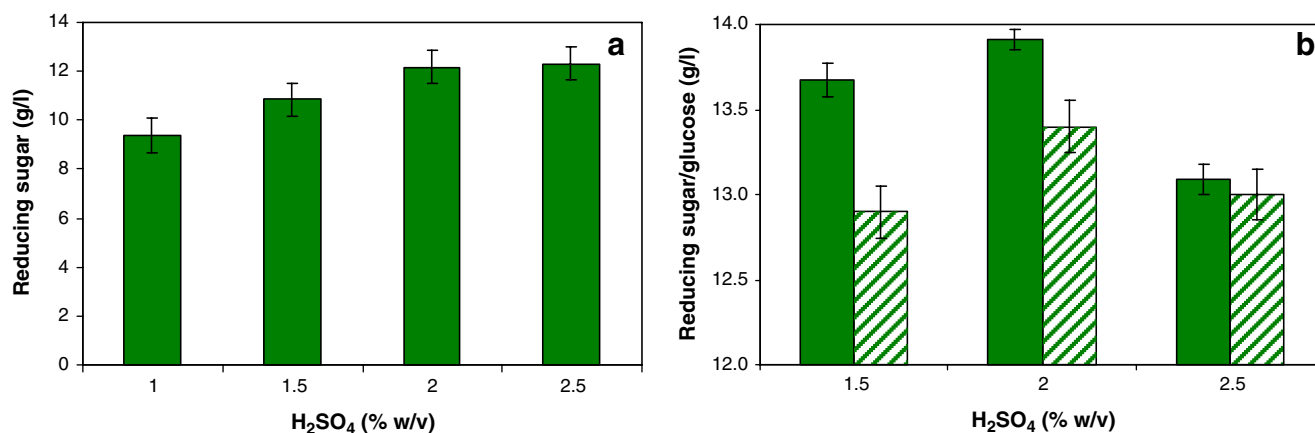 a
14
12
10
8
6
4
2
0
Reducing sugar (g/l)
1 1.5 2 2.5
H₂SO₄ (% w/v)
b
14.0
13.5
13.0
12.5
12.0
Reducing sugar/glucose (g/l)
1.5 2 2.5
H₂SO₄ (% w/v)